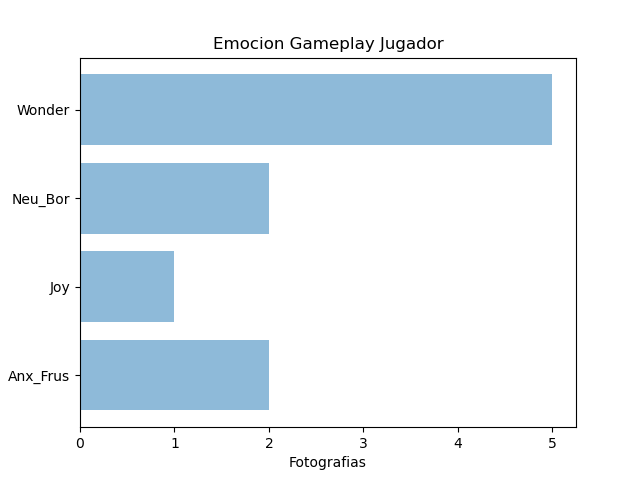 Emocion Gameplay Jugador
Wonder
Neu_Bor
Joy
Anx_Frus
0 1 2 3 4 5
Fotografias